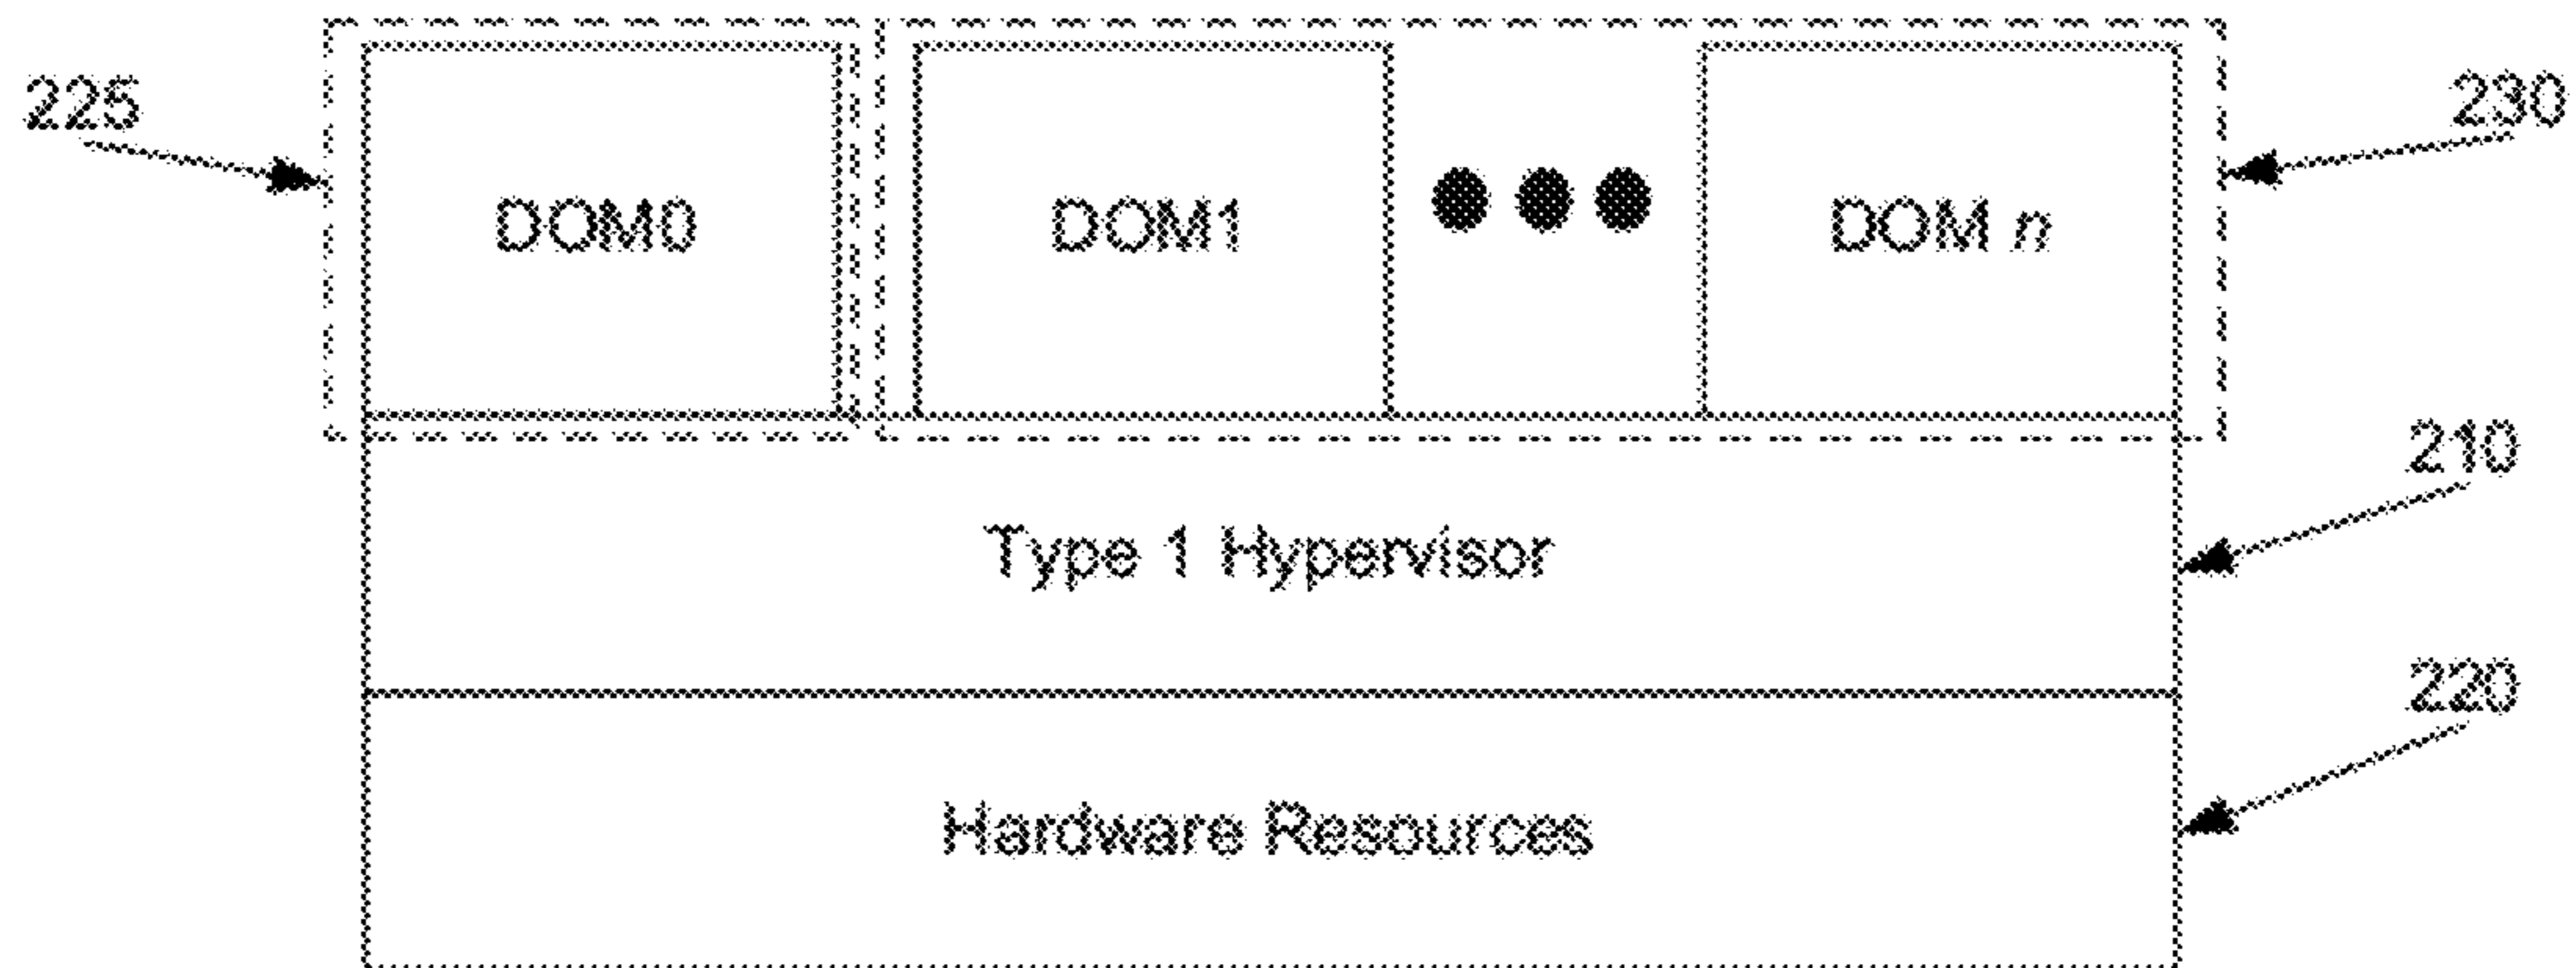 225
230
DOM0
DOM1
DOM n
210
Type 1 Hypervisor
220
Hardware Resources